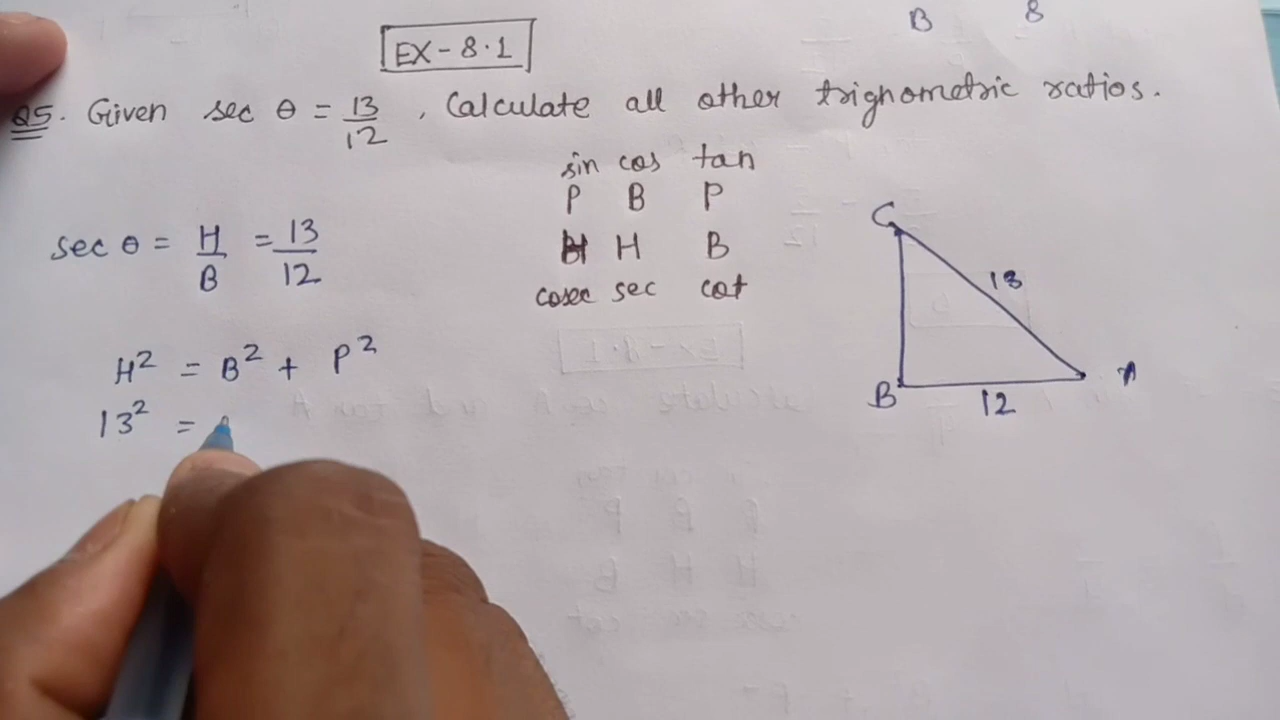 B 8
EX - 8.1
Q5. Given sec θ = 13/12, Calculate all other trignometric ratios.
sin cos tan
P B P
H H B
cosec sec cot
sec θ = H/B = 13/12
H² = B² + P²
13² =
C
13
B
12
A